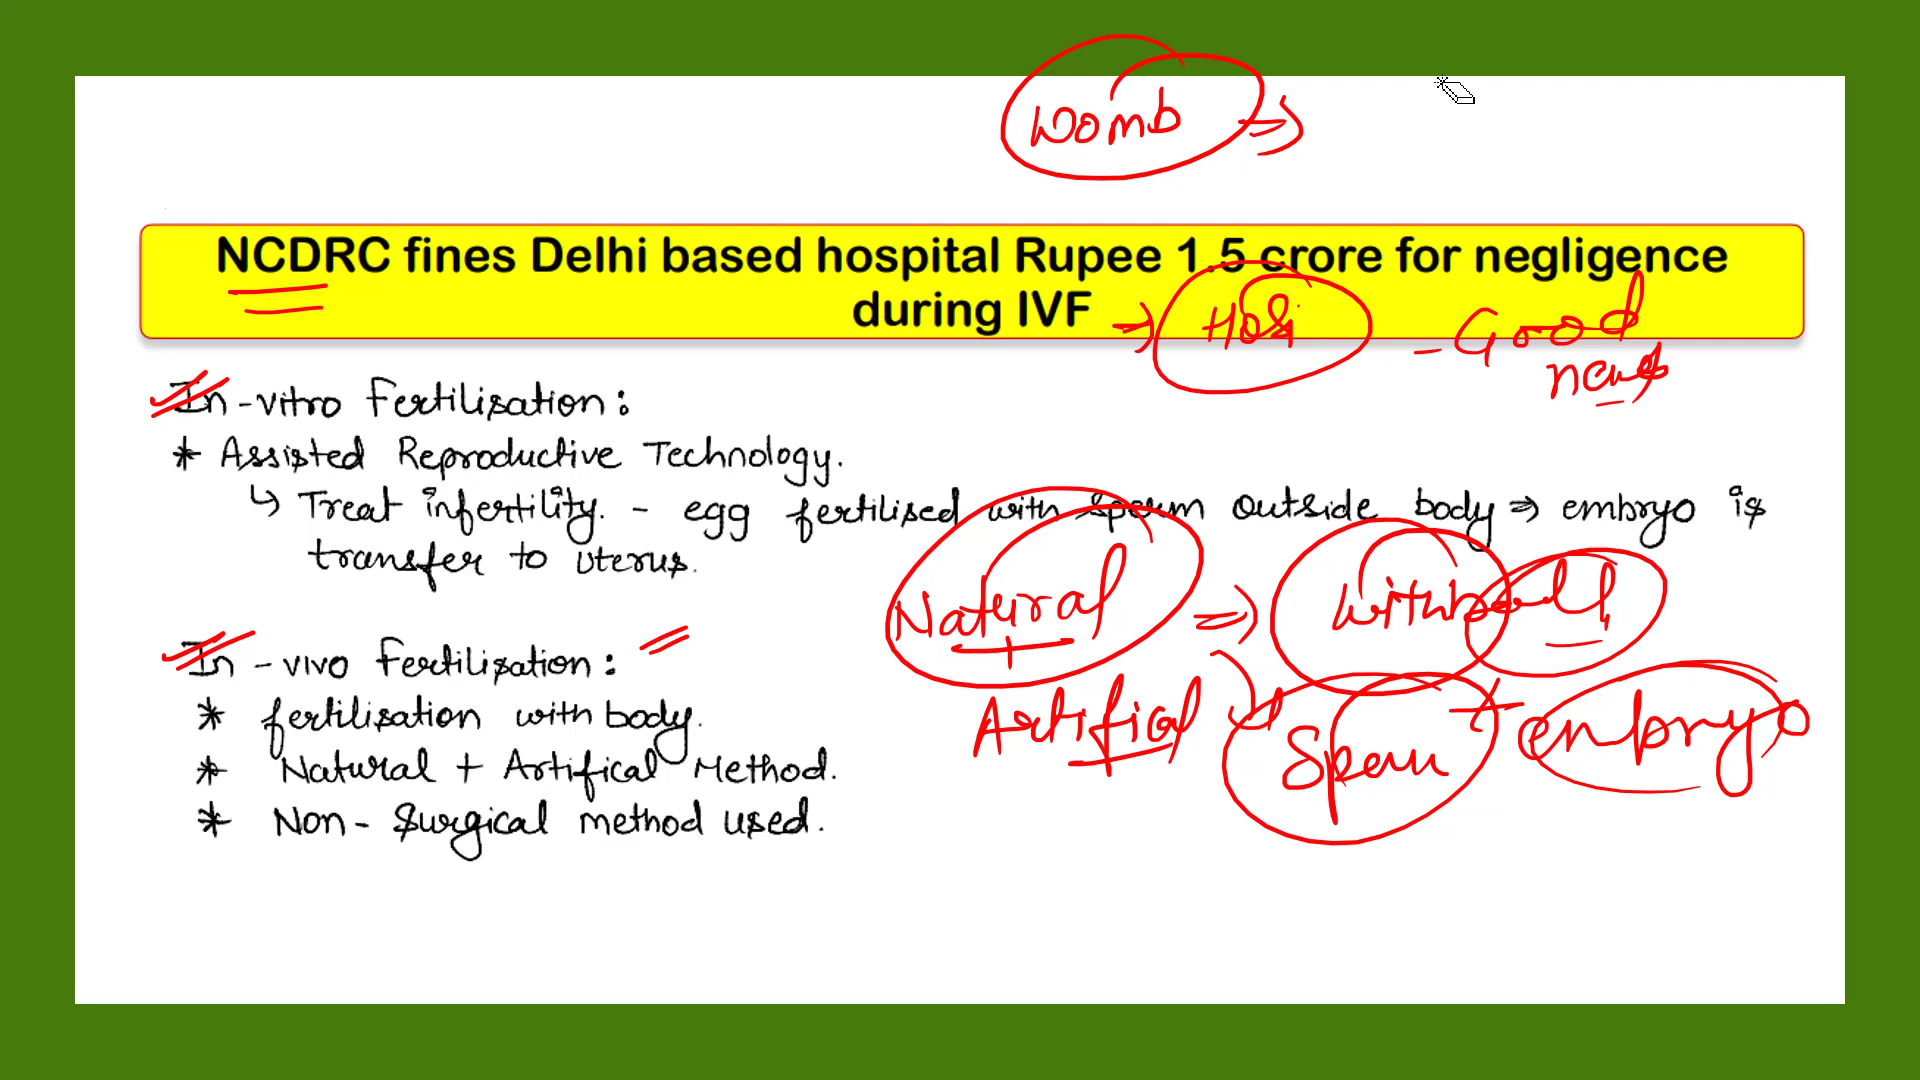 Womb ⇒
NCDRC fines Delhi based hospital Rupee 1.5 crore for negligence
during IVF
⇒ Hosi - Good
news
In-vitro Fertilisation:
* Assisted Reproductive Technology.
↳ Treat infertility. - egg fertilised with sperm outside body ⇒ embryo is
transfer to uterus.
Natural ⇒
In-vivo Fertilisation:
* fertilisation with body.
Artifical Sperm + embryo
* Natural + Artifical Method.
* Non-Surgical method used.